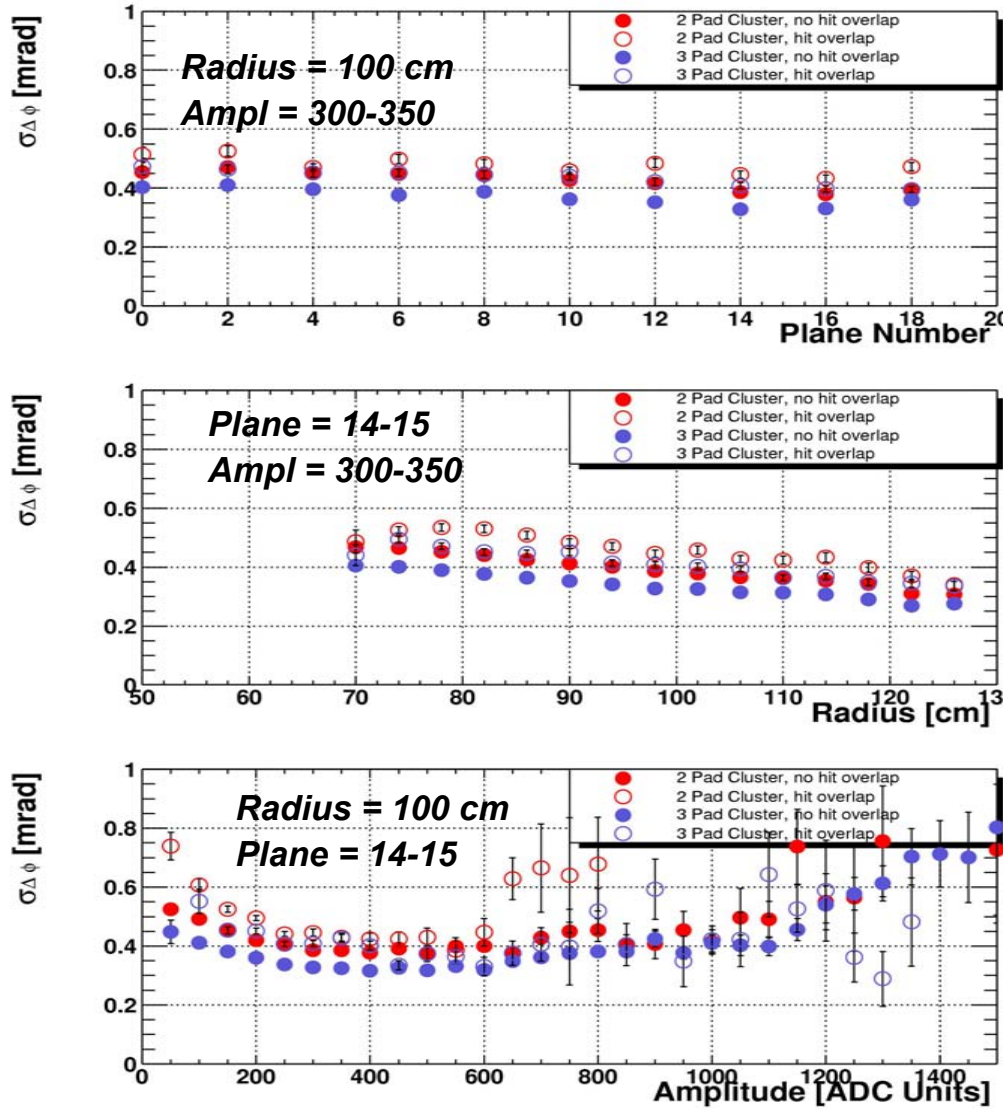 2 Pad Cluster, no hit overlap
2 Pad Cluster, hit overlap
3 Pad Cluster, no hit overlap
3 Pad Cluster, hit overlap
Radius = 100 cm
Ampl = 300-350
σΔϕ [mrad]
1
0.8
0.6
0.4
0.2
0
0 2 4 6 8 10 12 14 16 18 20
Plane Number
2 Pad Cluster, no hit overlap
2 Pad Cluster, hit overlap
3 Pad Cluster, no hit overlap
3 Pad Cluster, hit overlap
Plane = 14-15
Ampl = 300-350
σΔϕ [mrad]
1
0.8
0.6
0.4
0.2
0
50 60 70 80 90 100 110 120 13
Radius [cm]
2 Pad Cluster, no hit overlap
2 Pad Cluster, hit overlap
3 Pad Cluster, no hit overlap
3 Pad Cluster, hit overlap
Radius = 100 cm
Plane = 14-15
σΔϕ [mrad]
1
0.8
0.6
0.4
0.2
0
0 200 400 600 800 1000 1200 1400
Amplitude [ADC Units]